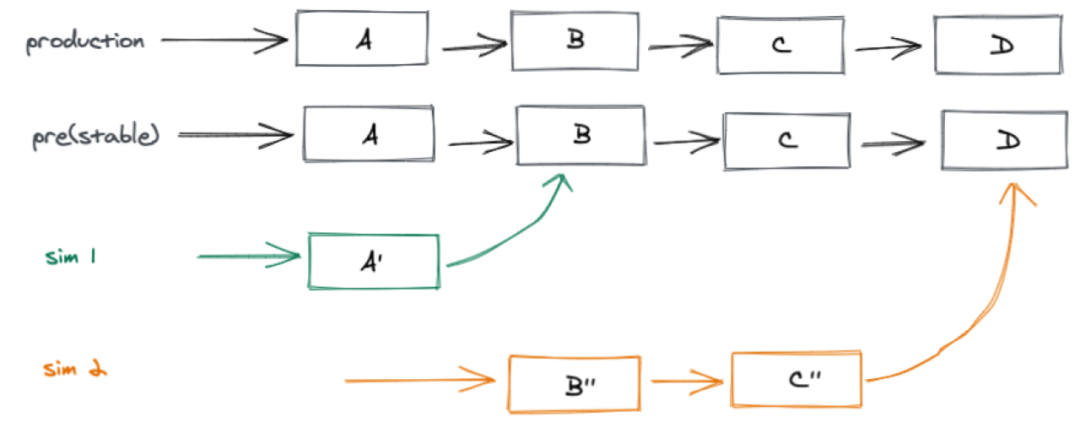 production A B C D
pre(stable) A B C D
sim 1 A'
sim 2 B" C"